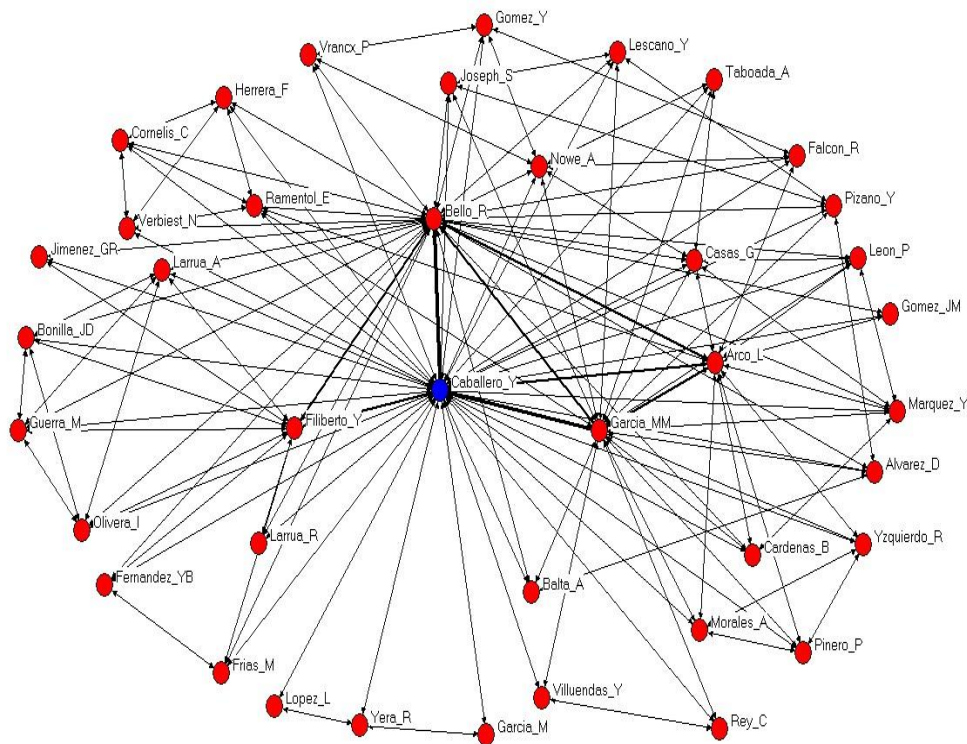 Gomez_Y
Vrancx_P
Lescano_Y
Joseph_S
Taboada_A
Herrera_F
Cornelis_C
Nowe_A
Falcon_R
Ramentol_E
Pizano_Y
Bello_R
Verbiest_N
Jimenez_GR
Casas_G
Leon_P
Larrua_A
Gomez_JM
Bonilla_JD
Arco_L
Caballero_Y
Marquez_Y
Guerra_M
Filiberto_Y
Garcia_MM
Alvarez_D
Olivera_I
Larrua_R
Cardenas_B
Yzquierdo_R
Fernandez_YB
Balta_A
Morales_A
Pinero_P
Frias_M
Villuendas_Y
Lopez_L
Yera_R
Garcia_M
Rey_C